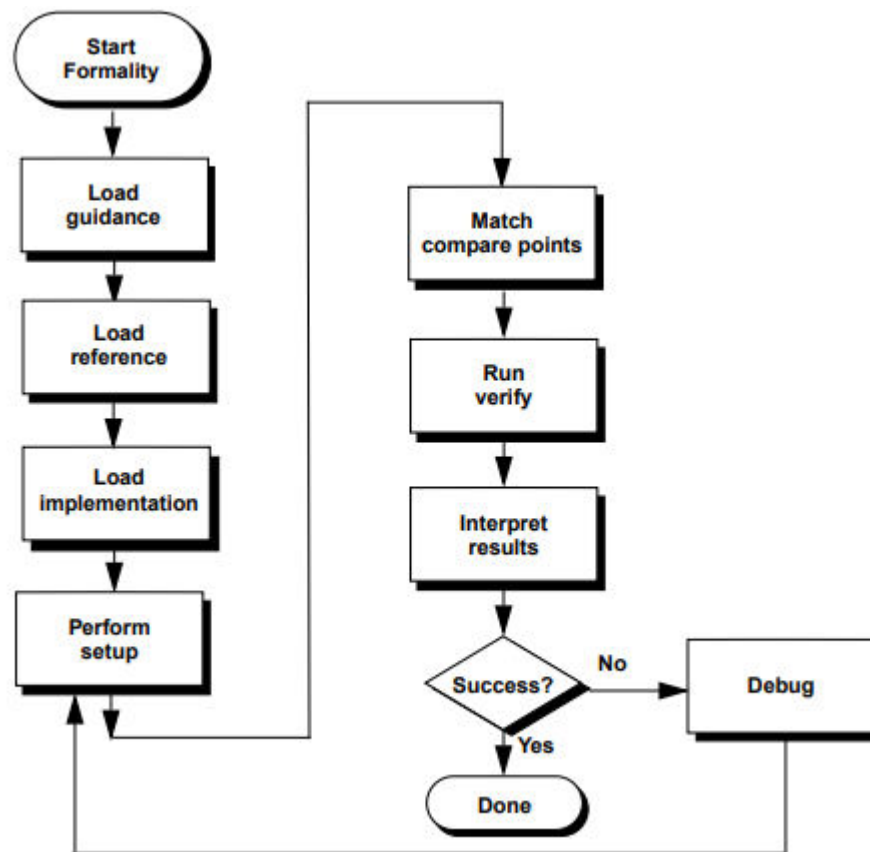 Start
Formality
Load
guidance
Load
reference
Load
implementation
Perform
setup
Match
compare points
Run
verify
Interpret
results
Success?
No
Debug
Yes
Done